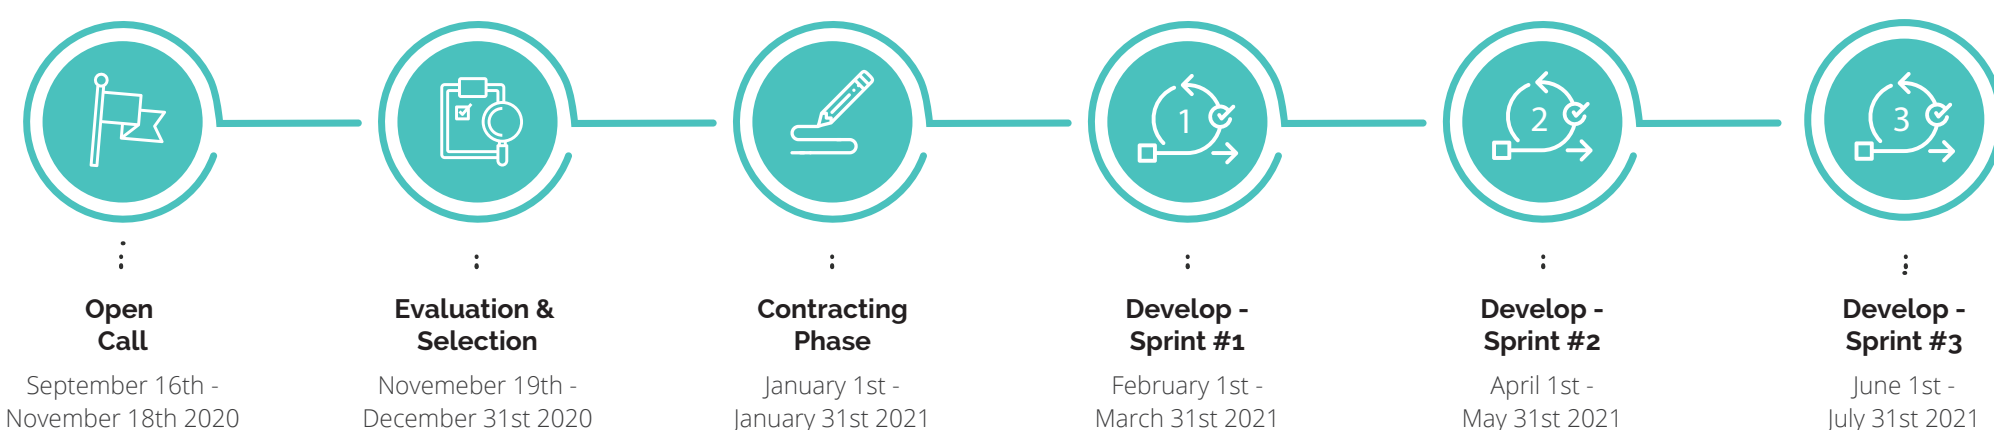 1
2
3
Open
Call
September 16th -
November 18th 2020
Evaluation &
Selection
Novemeber 19th -
December 31st 2020
Contracting
Phase
January 1st -
January 31st 2021
Develop -
Sprint #1
February 1st -
March 31st 2021
Develop -
Sprint #2
April 1st -
May 31st 2021
Develop -
Sprint #3
June 1st -
July 31st 2021